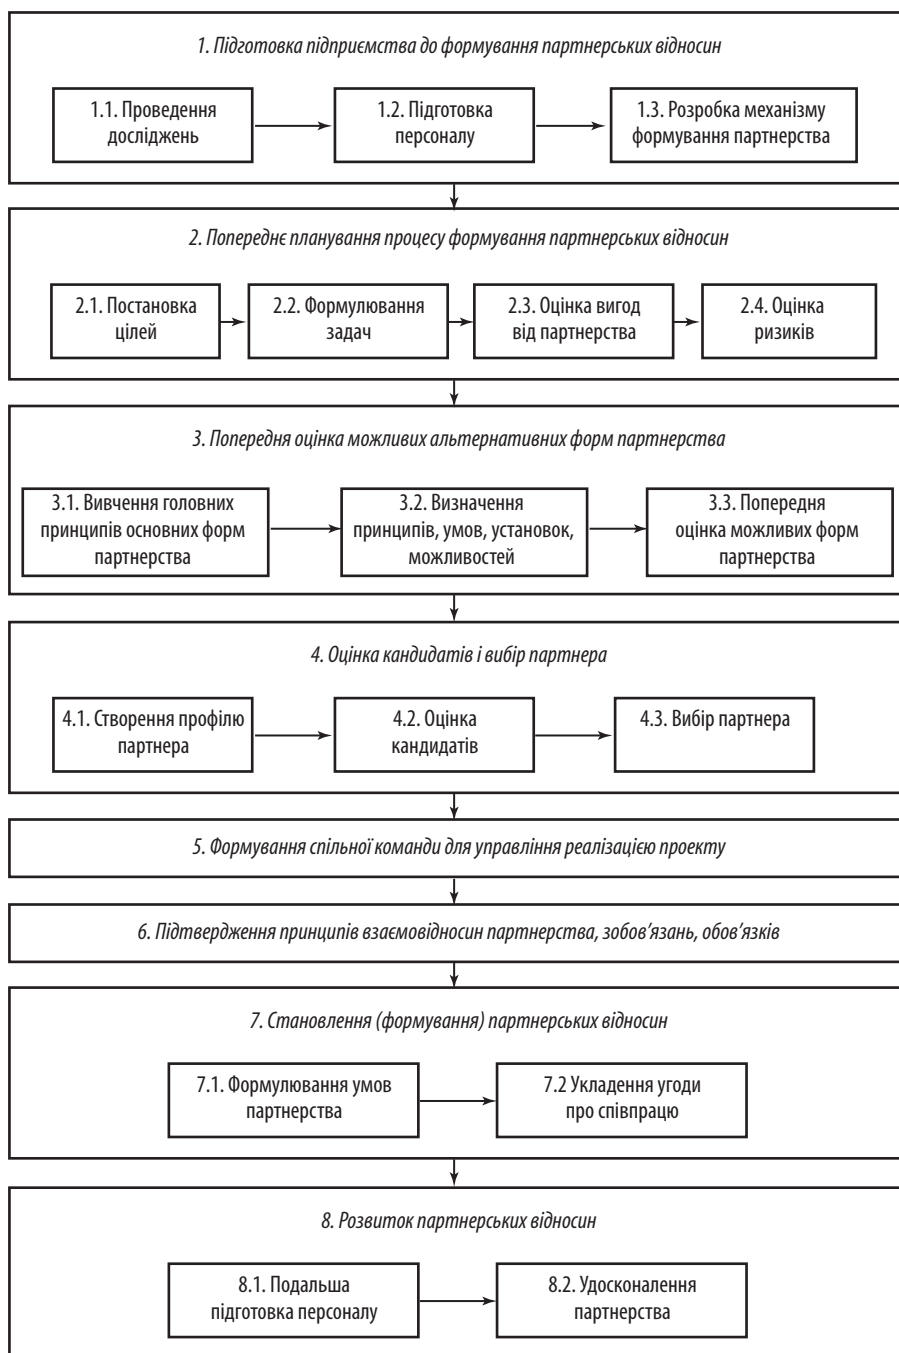 1. Підготовка підприємства до формування партнерських відносин
1.1. Проведення
досліджень
1.2. Підготовка
персоналу
1.3. Розробка механізму
формування партнерства
2. Попереднє планування процесу формування партнерських відносин
2.1. Постановка
цілей
2.2. Формулювання
задач
2.3. Оцінка вигод
від партнерства
2.4. Оцінка
ризиків
3. Попередня оцінка можливих альтернативних форм партнерства
3.1. Вивчення головних
принципів основних форм
партнерства
3.2. Визначення
принципів, умов, установок,
можливостей
3.3. Попередня
оцінка можливих форм
партнерства
4. Оцінка кандидатів і вибір партнера
4.1. Створення профілю
партнера
4.2. Оцінка
кандидатів
4.3. Вибір партнера
5. Формування спільної команди для управління реалізацією проекту
6. Підтвердження принципів взаємовідносин партнерства, зобов'язань, обов'язків
7. Становлення (формування) партнерських відносин
7.1. Формулювання умов
партнерства
7.2 Укладення угоди
про співпрацю
8. Розвиток партнерських відносин
8.1. Подальша
підготовка персоналу
8.2. Удосконалення
партнерства